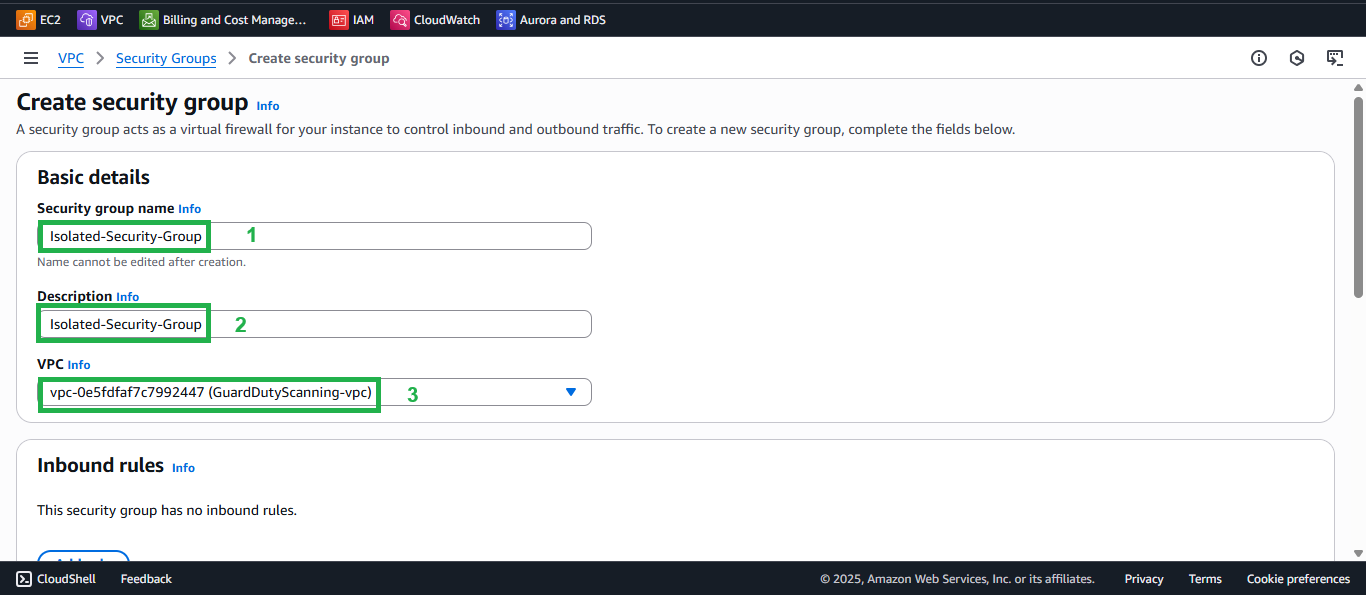 EC2 VPC Billing and Cost Manage... IAM CloudWatch Aurora and RDS
VPC Security Groups Create security group
Create security group Info
A security group acts as a virtual firewall for your instance to control inbound and outbound traffic. To create a new security group, complete the fields below.
Basic details
Security group name Info
Isolated-Security-Group 1
Name cannot be edited after creation.
Description Info
Isolated-Security-Group 2
VPC Info
vpc-0e5fdfaf7c7992447 (GuardDutyScanning-vpc) 3
Inbound rules Info
This security group has no inbound rules.
CloudShell Feedback © 2025, Amazon Web Services, Inc. or its affiliates. Privacy Terms Cookie preferences